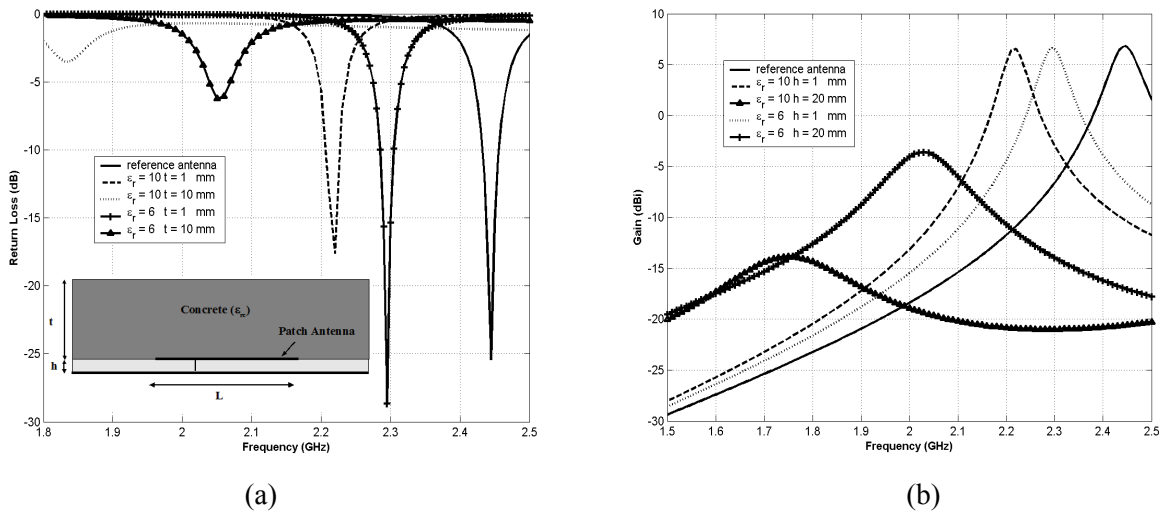 0
-5
-10
-15
-20
-25
-30
1.8
1.9
2
2.1
2.2
2.3
2.4
2.5
Return Loss (dB)
Frequency (GHz)
reference antenna
εr = 10 t = 1 mm
εr = 10 t = 10 mm
εr = 6 t = 1 mm
εr = 6 t = 10 mm
Concrete (εrc)
Patch Antenna
t
h
L
(a)
10
5
0
-5
-10
-15
-20
-25
-30
1.5
1.6
1.7
1.8
1.9
2
2.1
2.2
2.3
2.4
2.5
Gain (dBi)
Frequency (GHz)
reference antenna
εr = 10 h = 1 mm
εr = 10 h = 20 mm
εr = 6 h = 1 mm
εr = 6 h = 20 mm
(b)